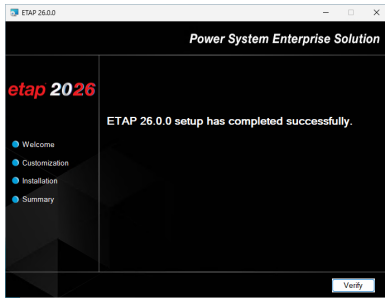 ETAP 26.0.0
Power System Enterprise Solution
etap 2026
ETAP 26.0.0 setup has completed successfully.
Welcome
Customization
Installation
Summary
Verify